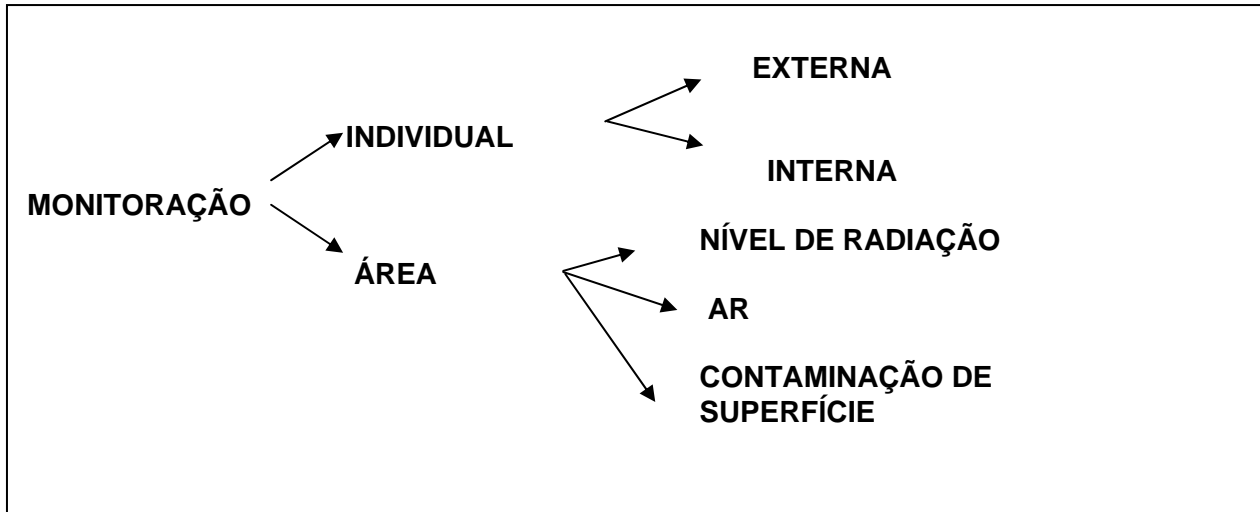 EXTERNA
INDIVIDUAL
INTERNA
MONITORAÇÃO
NÍVEL DE RADIAÇÃO
ÁREA
AR
CONTAMINAÇÃO DE
SUPERFÍCIE